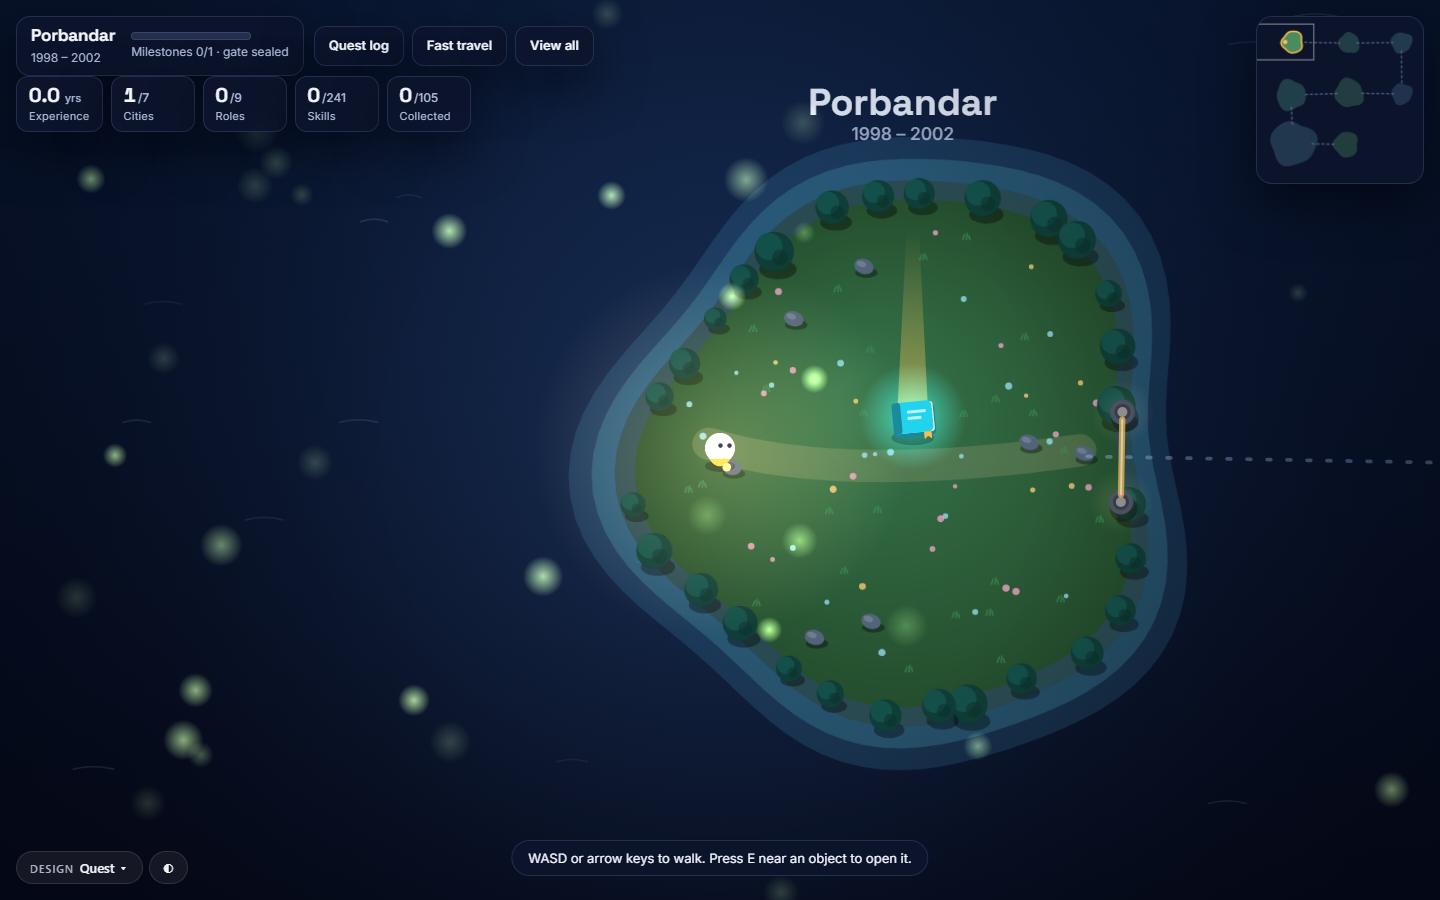 Porbandar
1998 – 2002
Milestones 0/1 · gate sealed
Quest log
Fast travel
View all
0.0 yrs
Experience
1/7
Cities
0/9
Roles
0/241
Skills
0/105
Collected
Porbandar
1998 – 2002
WASD or arrow keys to walk. Press E near an object to open it.
DESIGN Quest